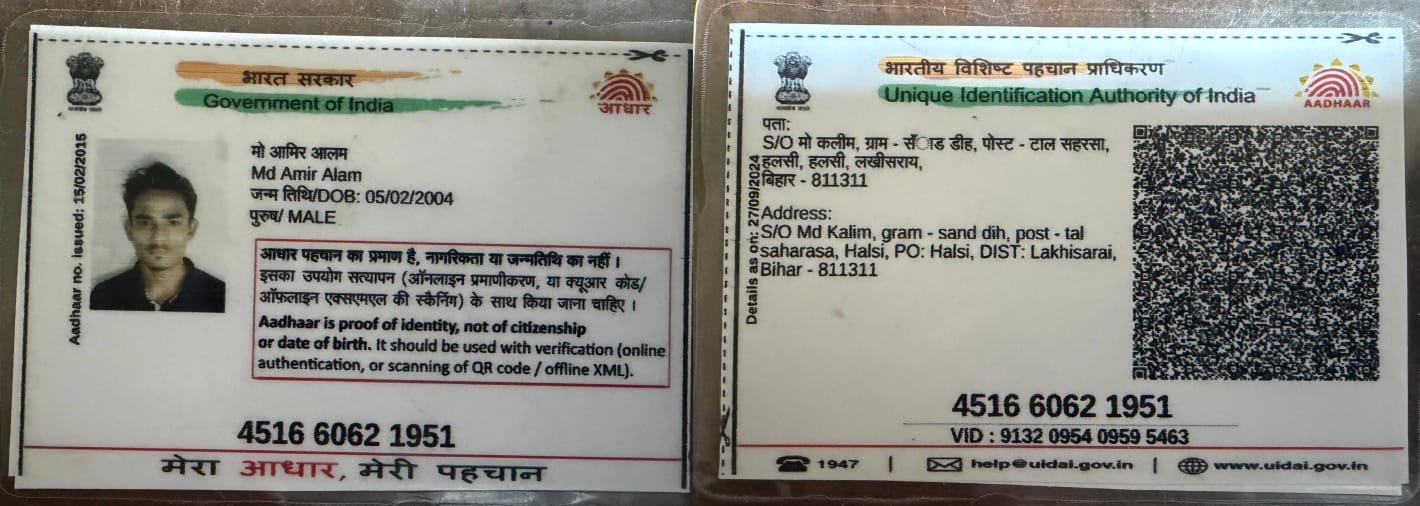 भारत सरकार
Government of India
आधार
Aadhaar no. issued: 15/02/2015
मो आमिर आलम
Md Amir Alam
जन्म तिथि/DOB: 05/02/2004
पुरुष/ MALE
आधार पहचान का प्रमाण है, नागरिकता या जन्मतिथि का नहीं ।
इसका उपयोग सत्यापन (ऑनलाइन प्रमाणीकरण, या क्यूआर कोड/
ऑफ़लाइन एक्सएमएल की स्कैनिंग) के साथ किया जाना चाहिए ।
Aadhaar is proof of identity, not of citizenship
or date of birth. It should be used with verification (online
authentication, or scanning of QR code / offline XML).
4516 6062 1951
मेरा आधार, मेरी पहचान
भारतीय विशिष्ट पहचान प्राधिकरण
Unique Identification Authority of India
AADHAAR
Details as on: 27/09/2024
पता:
S/O मो कलीम, ग्राम - सँाड डीह, पोस्ट - टाल सहरसा,
हलसी, हलसी, लखीसराय,
बिहार - 811311
Address:
S/O Md Kalim, gram - sand dih, post - tal
saharasa, Halsi, PO: Halsi, DIST: Lakhisarai,
Bihar - 811311
4516 6062 1951
VID : 9132 0954 0959 5463
1947 | help@uidai.gov.in | www.uidai.gov.in